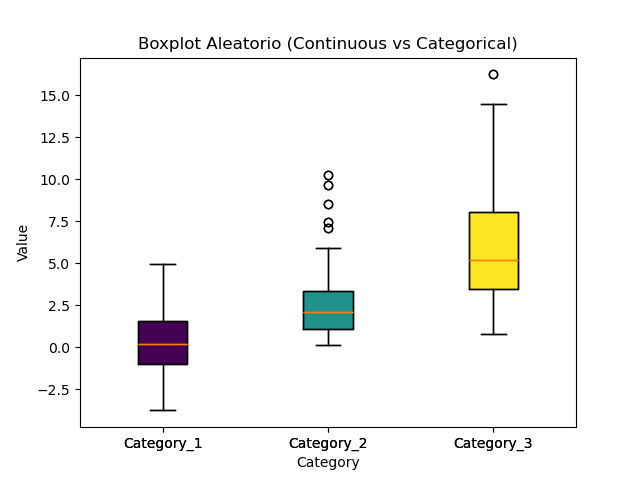 Boxplot Aleatorio (Continuous vs Categorical)
15.0
12.5
10.0
7.5
5.0
2.5
0.0
−2.5
Value
Category_1 Category_2 Category_3
Category